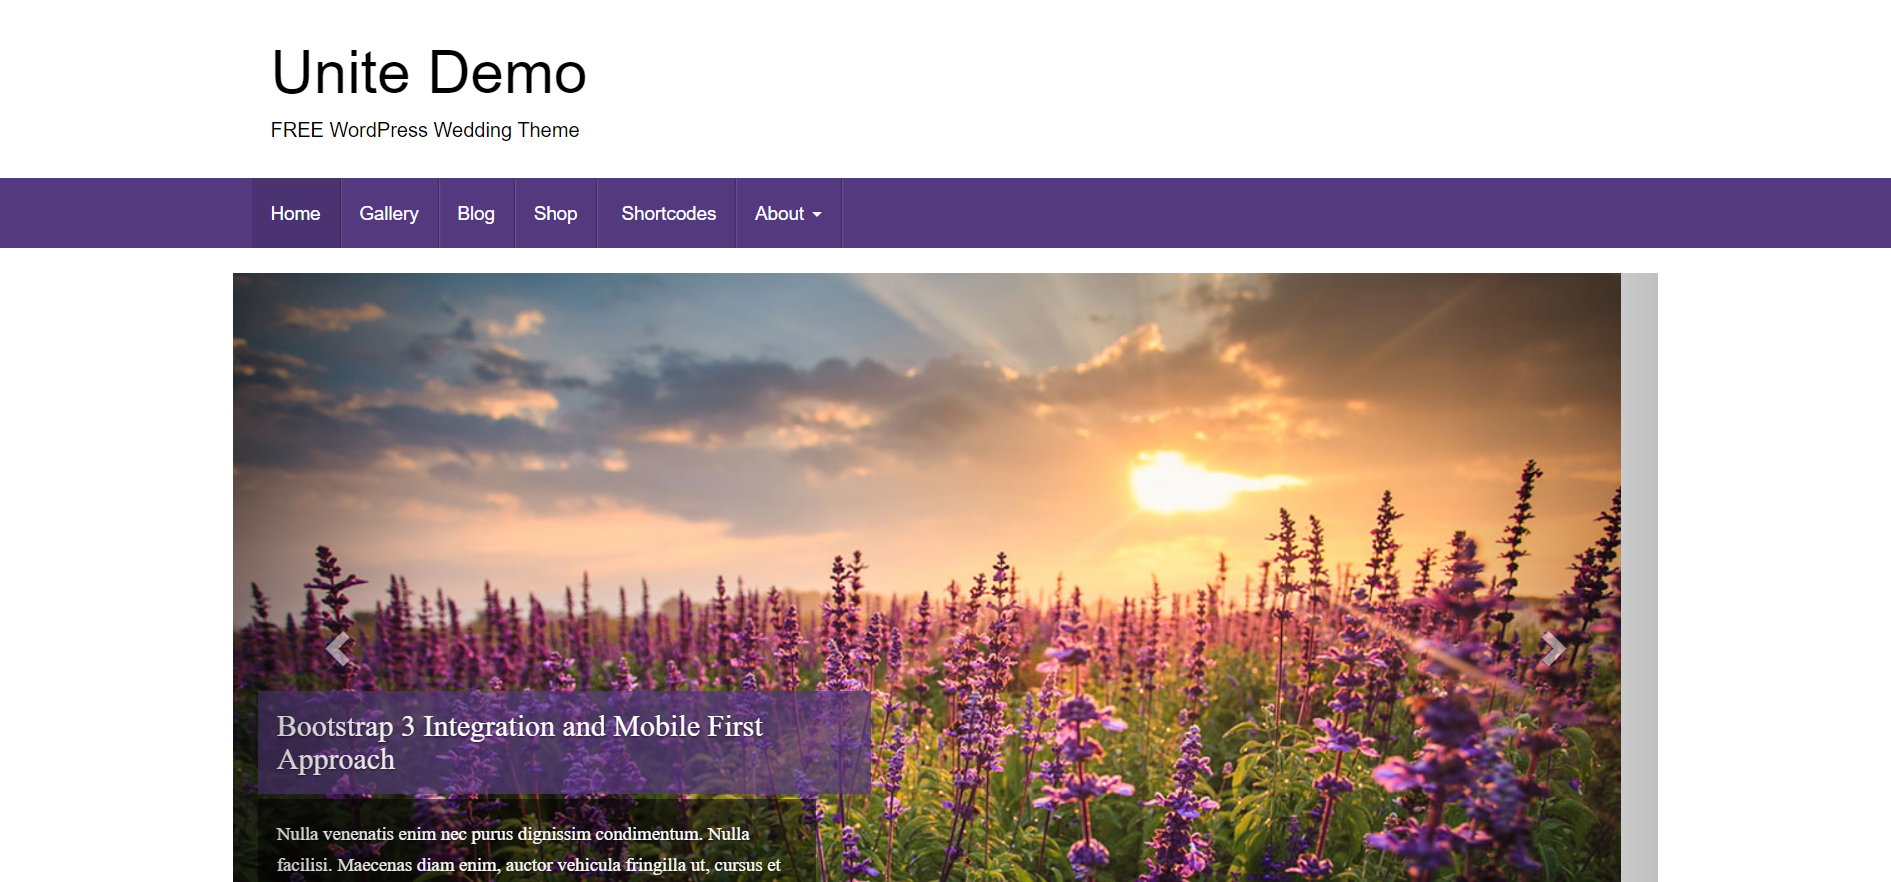 Unite Demo
FREE WordPress Wedding Theme
Home Gallery Blog Shop Shortcodes About
Bootstrap 3 Integration and Mobile First
Approach
Nulla venenatis enim nec purus dignissim condimentum. Nulla
facilisi. Maecenas diam enim, auctor vehicula fringilla ut, cursus et